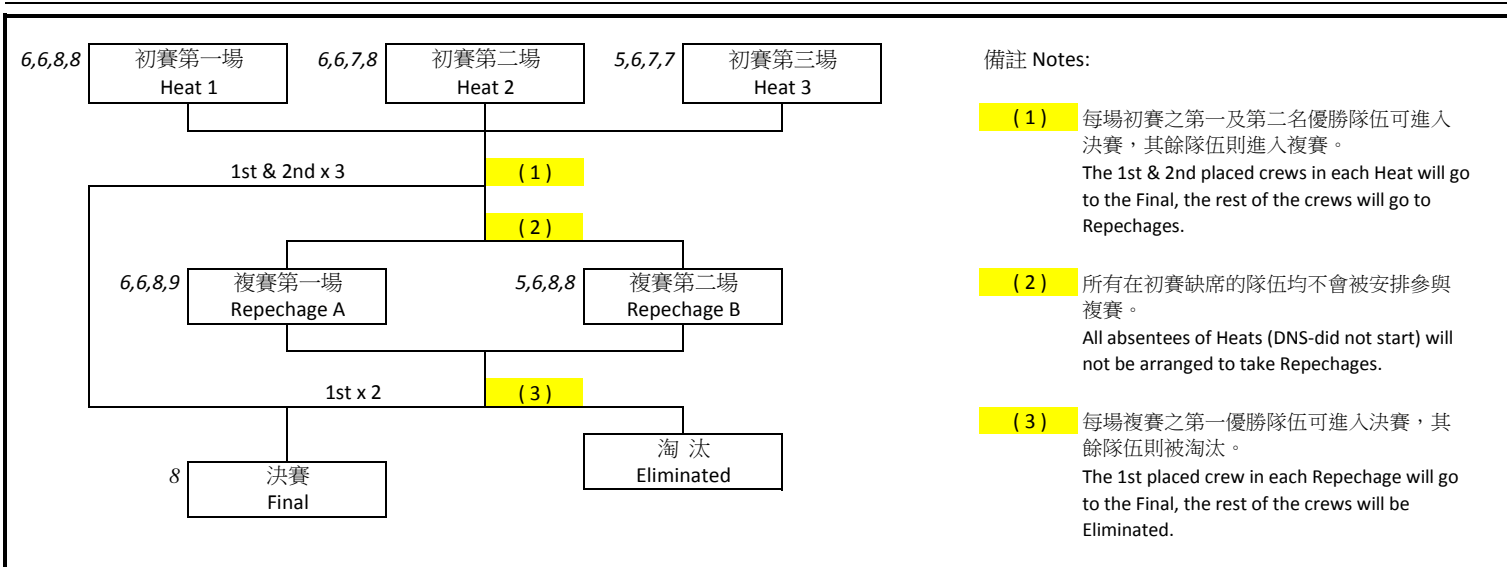 6,6,8,8
初賽第一場
Heat 1
6,6,7,8
初賽第二場
Heat 2
5,6,7,7
初賽第三場
Heat 3
1st & 2nd x 3
( 1 )
( 2 )
6,6,8,9
複賽第一場
Repechage A
5,6,8,8
複賽第二場
Repechage B
1st x 2
( 3 )
8
決賽
Final
淘 汰
Eliminated
備註 Notes:
( 1 ) 每場初賽之第一及第二名優勝隊伍可進入
決賽，其餘隊伍則進入複賽。
The 1st & 2nd placed crews in each Heat will go
to the Final, the rest of the crews will go to
Repechages.
( 2 ) 所有在初賽缺席的隊伍均不會被安排參與
複賽。
All absentees of Heats (DNS-did not start) will
not be arranged to take Repechages.
( 3 ) 每場複賽之第一優勝隊伍可進入決賽，其
餘隊伍則被淘汰。
The 1st placed crew in each Repechage will go
to the Final, the rest of the crews will be
Eliminated.